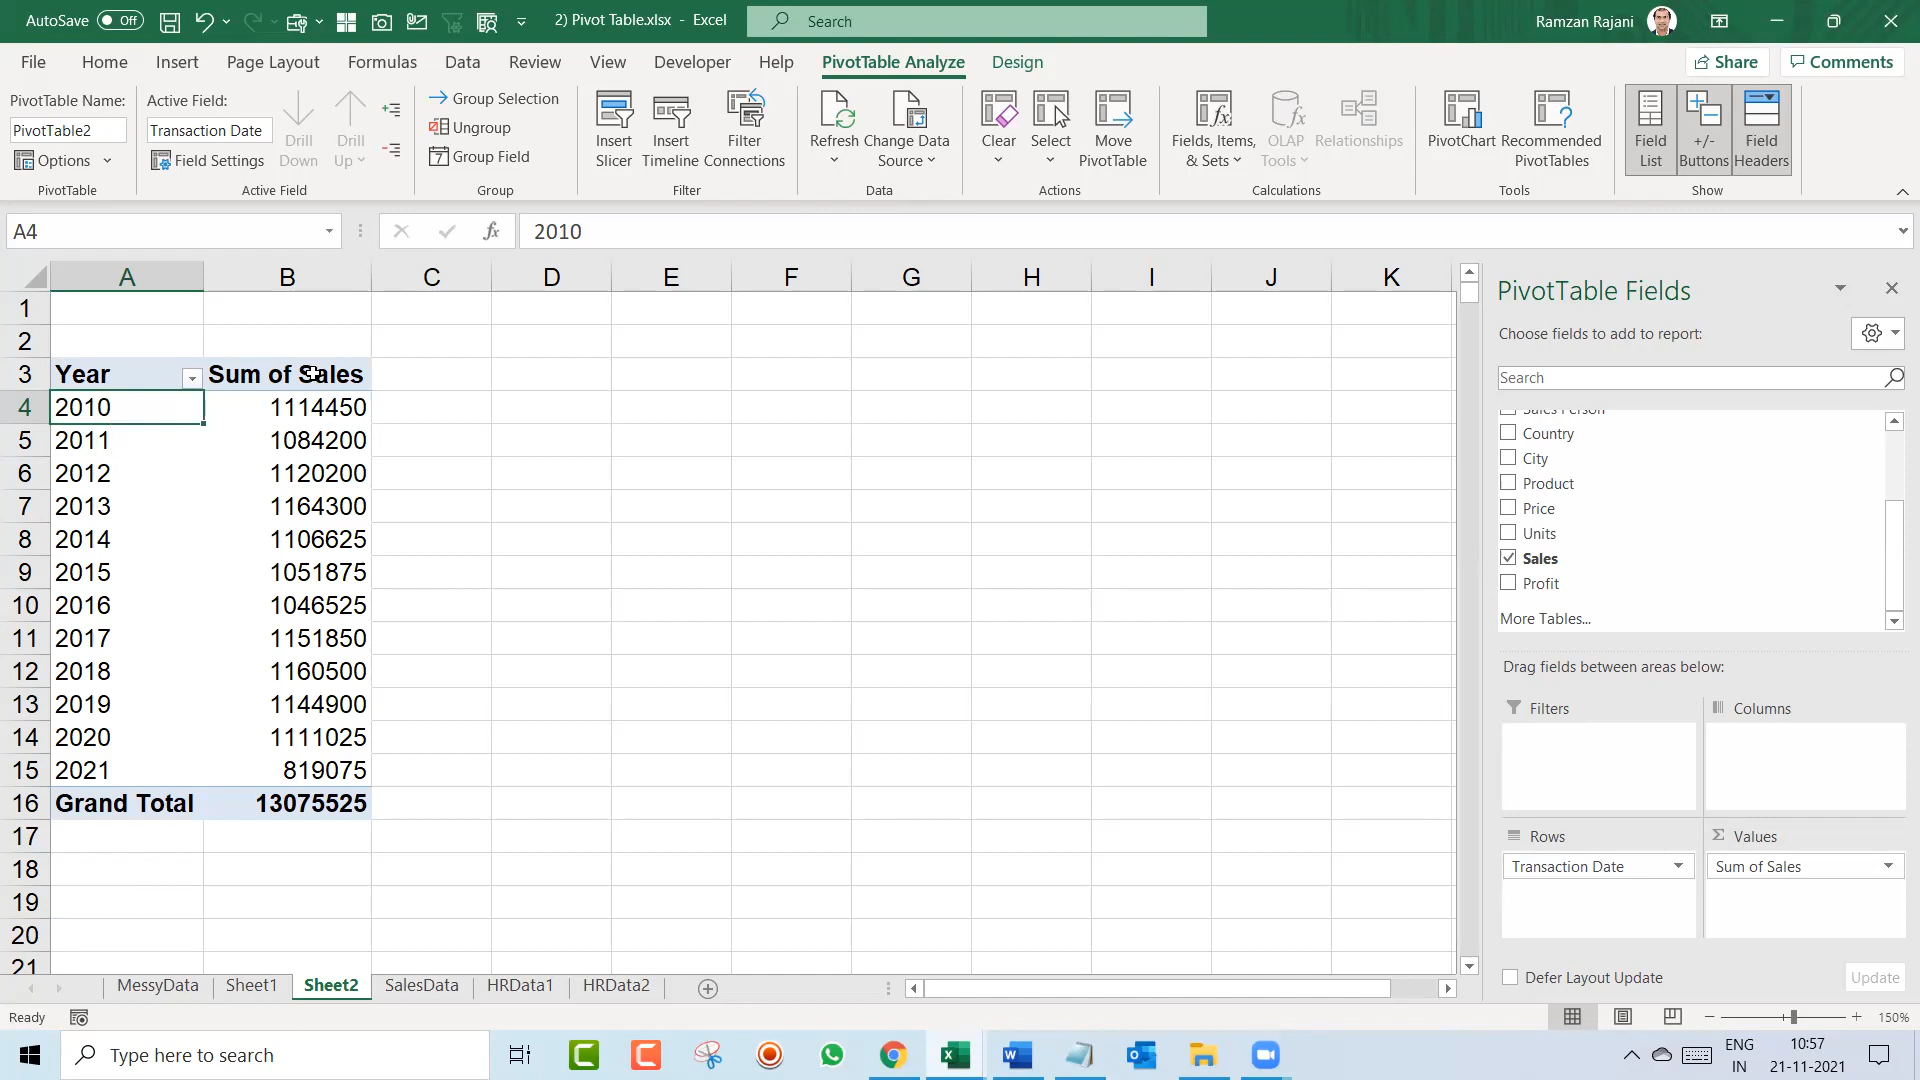 AutoSave Off 2) Pivot Table.xlsx - Excel Search Ramzan Rajani
File Home Insert Page Layout Formulas Data Review View Developer Help PivotTable Analyze Design Share Comments
PivotTable Name:
PivotTable2
Options
PivotTable
Active Field:
Transaction Date
Field Settings
Drill Down
Drill Up
Active Field
Group Selection
Ungroup
Group Field
Group
Insert Slicer
Insert Timeline
Filter Connections
Filter
Refresh
Change Data Source
Data
Clear
Select
Move PivotTable
Actions
Fields, Items, & Sets
OLAP Tools
Relationships
Calculations
PivotChart
Recommended PivotTables
Tools
Field List
+/- Buttons
Field Headers
Show
A4 fx 2010
A B C D E F G H I J K
1
2
3 Year Sum of Sales
4 2010 1114450
5 2011 1084200
6 2012 1120200
7 2013 1164300
8 2014 1106625
9 2015 1051875
10 2016 1046525
11 2017 1151850
12 2018 1160500
13 2019 1144900
14 2020 1111025
15 2021 819075
16 Grand Total 13075525
17
18
19
20
21
PivotTable Fields
Choose fields to add to report:
Search
Sales Person
Country
City
Product
Price
Units
Sales
Profit
More Tables...
Drag fields between areas below:
Filters Columns
Rows Values
Transaction Date Sum of Sales
Defer Layout Update Update
MessyData Sheet1 Sheet2 SalesData HRData1 HRData2
Ready 150%
Type here to search
ENG
IN
10:57
21-11-2021